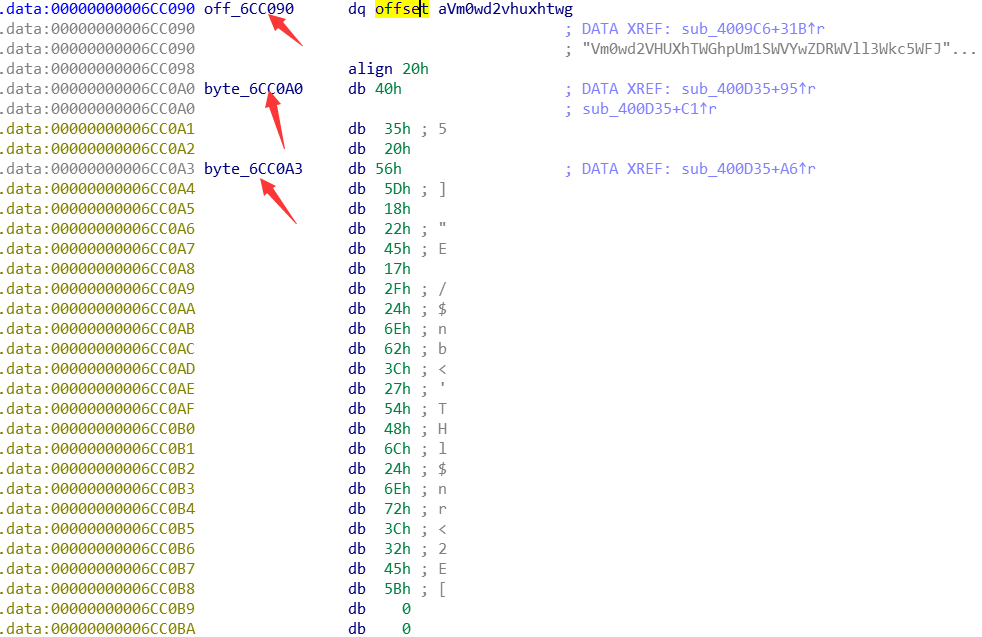 .data:00000000006CC090 off_6CC090 dq offset aVm0wd2vhuxhtwg
.data:00000000006CC090 ; DATA XREF: sub_4009C6+31B↑r
.data:00000000006CC090 ; "Vm0wd2VHUXhTWGhpUm1SWVYwZDRWVll3Wkc5WFJ"...
.data:00000000006CC098 align 20h
.data:00000000006CC0A0 byte_6CC0A0 db 40h ; DATA XREF: sub_400D35+95↑r
.data:00000000006CC0A0 ; sub_400D35+C1↑r
.data:00000000006CC0A1 db 35h ; 5
.data:00000000006CC0A2 db 20h
.data:00000000006CC0A3 byte_6CC0A3 db 56h ; DATA XREF: sub_400D35+A6↑r
.data:00000000006CC0A4 db 5Dh ; ]
.data:00000000006CC0A5 db 18h
.data:00000000006CC0A6 db 22h ; "
.data:00000000006CC0A7 db 45h ; E
.data:00000000006CC0A8 db 17h
.data:00000000006CC0A9 db 2Fh ; /
.data:00000000006CC0AA db 24h ; $
.data:00000000006CC0AB db 6Eh ; n
.data:00000000006CC0AC db 62h ; b
.data:00000000006CC0AD db 3Ch ; <
.data:00000000006CC0AE db 27h ; '
.data:00000000006CC0AF db 54h ; T
.data:00000000006CC0B0 db 48h ; H
.data:00000000006CC0B1 db 6Ch ; l
.data:00000000006CC0B2 db 24h ; $
.data:00000000006CC0B3 db 6Eh ; n
.data:00000000006CC0B4 db 72h ; r
.data:00000000006CC0B5 db 3Ch ; <
.data:00000000006CC0B6 db 32h ; 2
.data:00000000006CC0B7 db 45h ; E
.data:00000000006CC0B8 db 5Bh ; [
.data:00000000006CC0B9 db 0
.data:00000000006CC0BA db 0